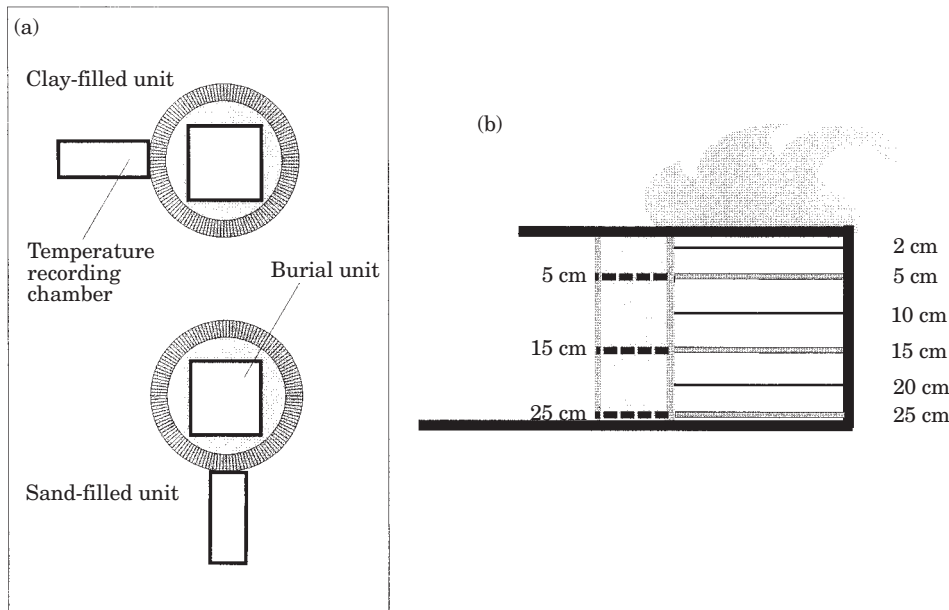 (a)
Clay-filled unit
Temperature
recording
chamber
Burial unit
Sand-filled unit
(b)
2 cm
5 cm
5 cm
10 cm
15 cm
15 cm
20 cm
25 cm
25 cm